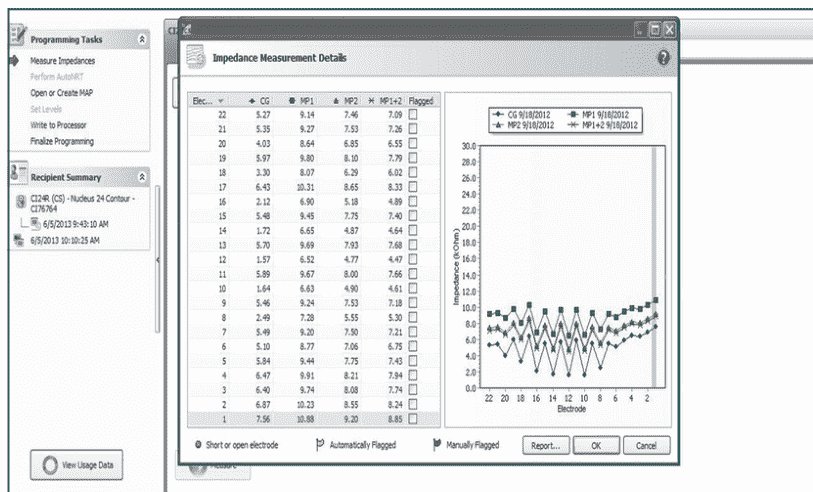 Programming Tasks
Measure Impedances
Perform AutoNRT
Open or Create MAP
Set Levels
Write to Processor
Finalize Programming
Recipient Summary
CI24R (CS) - Nucleus 24 Contour -
CI76764
6/5/2013 9:43:10 AM
6/5/2013 10:10:25 AM
View Usage Data
Impedance Measurement Details
Elec... CG MP1 MP2 MP1+2 Flagged
22 5.27 9.14 7.46 7.09
21 5.35 9.27 7.53 7.26
20 4.03 8.64 6.85 6.55
19 5.97 9.80 8.10 7.79
18 3.30 8.07 6.29 6.02
17 6.43 10.31 8.65 8.33
16 2.12 6.90 5.18 4.89
15 5.48 9.45 7.75 7.40
14 1.72 6.65 4.87 4.64
13 5.70 9.69 7.93 7.68
12 1.57 6.52 4.77 4.47
11 5.89 9.67 8.00 7.66
10 1.64 6.63 4.90 4.61
9 5.46 9.24 7.53 7.18
8 2.49 7.28 5.55 5.30
7 5.49 9.20 7.50 7.21
6 5.10 8.77 7.06 6.75
5 5.84 9.44 7.75 7.43
4 6.47 9.91 8.21 7.94
3 6.40 9.74 8.08 7.74
2 6.87 10.23 8.55 8.24
1 7.56 10.88 9.20 8.85
CG 9/18/2012 MP1 9/18/2012
MP2 9/18/2012 MP1+2 9/18/2012
30.0
28.0
26.0
24.0
22.0
20.0
18.0
16.0
14.0
12.0
10.0
8.0
6.0
4.0
2.0
0.0
Impedance (kOhm)
22 20 18 16 14 12 10 8 6 4 2
Electrode
Short or open electrode Automatically Flagged Manually Flagged Report... OK Cancel
Measure